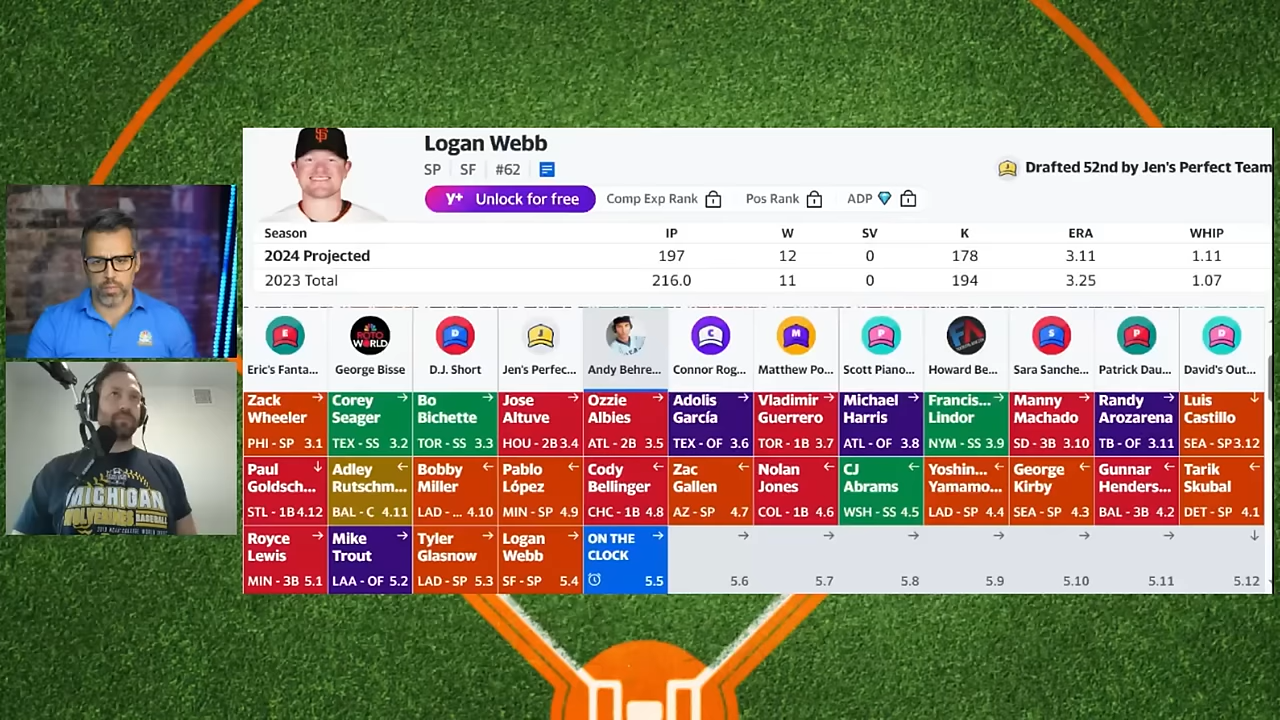 Logan Webb
SP SF #62
Drafted 52nd by Jen's Perfect Team
y+ Unlock for free Comp Exp Rank Pos Rank ADP
Season IP W SV K ERA WHIP
2024 Projected 197 12 0 178 3.11 1.11
2023 Total 216.0 11 0 194 3.25 1.07
E ROTO WORLD D J C M P FA S P D
Eric's Fanta... George Bisse D.J. Short Jen's Perfec... Andy Behre... Connor Rog... Matthew Po... Scott Piano... Howard Be... Sara Sanche... Patrick Dau... David's Out...
Zack Corey Bo Jose Ozzie Adolis Vladimir Michael Francis... Manny Randy Luis
Wheeler Seager Bichette Altuve Albies García Guerrero Harris Lindor Machado Arozarena Castillo
PHI - SP 3.1 TEX - SS 3.2 TOR - SS 3.3 HOU - 2B 3.4 ATL - 2B 3.5 TEX - OF 3.6 TOR - 1B 3.7 ATL - OF 3.8 NYM - SS 3.9 SD - 3B 3.10 TB - OF 3.11 SEA - SP 3.12
Paul Adley Bobby Pablo Cody Zac Nolan CJ Yoshin... George Gunnar Tarik
Goldsch... Rutschm... Miller López Bellinger Gallen Jones Abrams Yamamo... Kirby Henders... Skubal
STL - 1B 4.12 BAL - C 4.11 LAD - ... 4.10 MIN - SP 4.9 CHC - 1B 4.8 AZ - SP 4.7 COL - 1B 4.6 WSH - SS 4.5 LAD - SP 4.4 SEA - SP 4.3 BAL - 3B 4.2 DET - SP 4.1
Royce Mike Tyler Logan ON THE
Lewis Trout Glasnow Webb CLOCK
MIN - 3B 5.1 LAA - OF 5.2 LAD - SP 5.3 SF - SP 5.4 5.5 5.6 5.7 5.8 5.9 5.10 5.11 5.12
MICHIGAN
WOLVERINES
BASEBALL